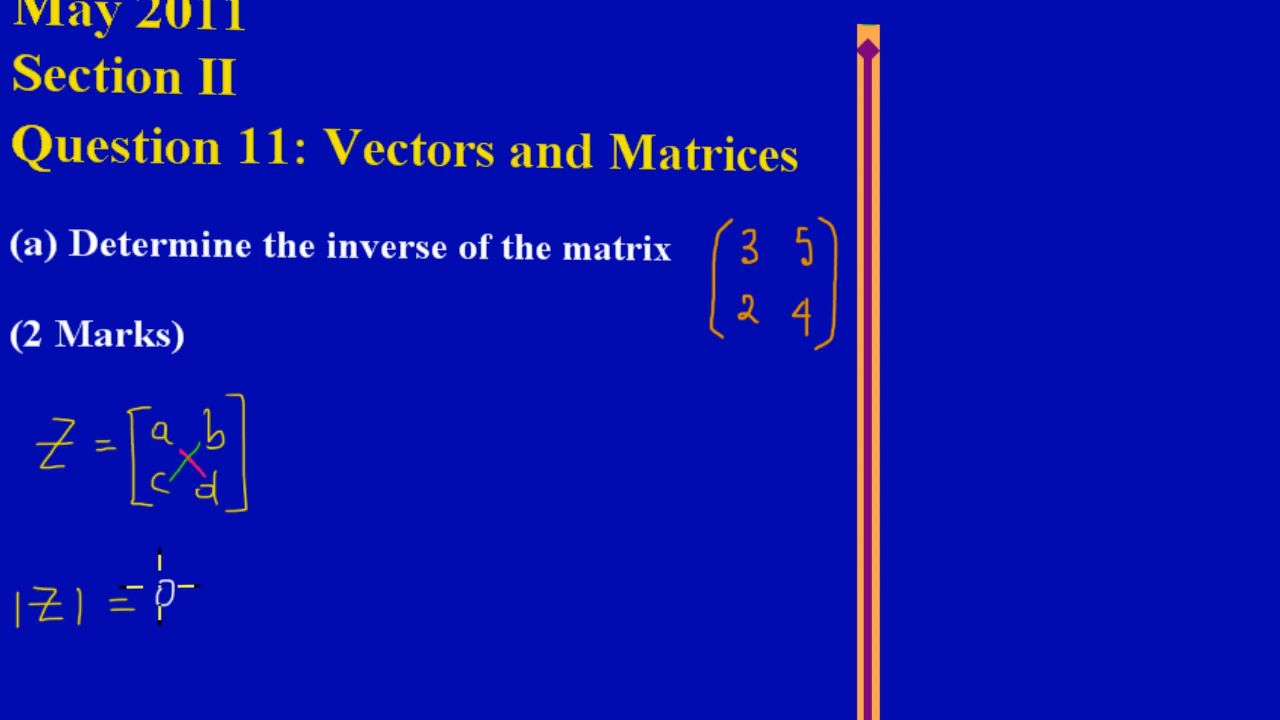 May 2011
Section II
Question 11: Vectors and Matrices
(a) Determine the inverse of the matrix
3 5
2 4
(2 Marks)
Z = [a b
c d]
|Z| =